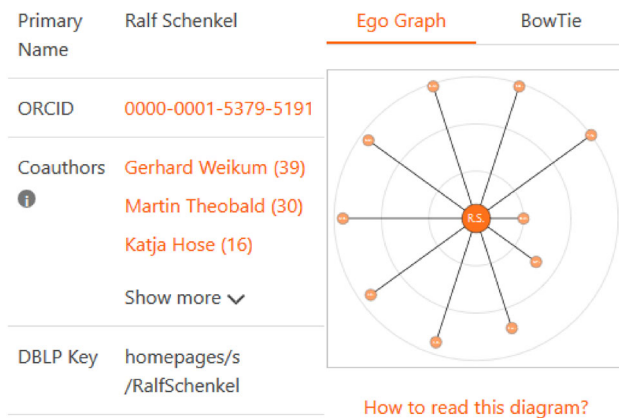 Primary Name
Ralf Schenkel
ORCID
0000-0001-5379-5191
Coauthors
Gerhard Weikum (39)
Martin Theobald (30)
Katja Hose (16)
Show more
DBLP Key
homepages/s
/RalfSchenkel
Ego Graph
BowTie
R.S.
How to read this diagram?